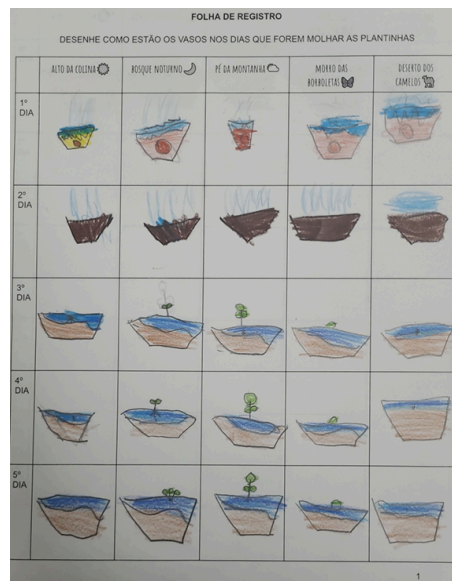 FOLHA DE REGISTRO
DESENHE COMO ESTÃO OS VASOS NOS DIAS QUE FOREM MOLHAR AS PLANTINHAS
ALTO DA COLINA BOSQUE NOTURNO PÉ DA MONTANHA MORRO DAS BORBOLETAS DESERTO DOS CAMELOS
1º DIA
2º DIA
3º DIA
4º DIA
5º DIA
1